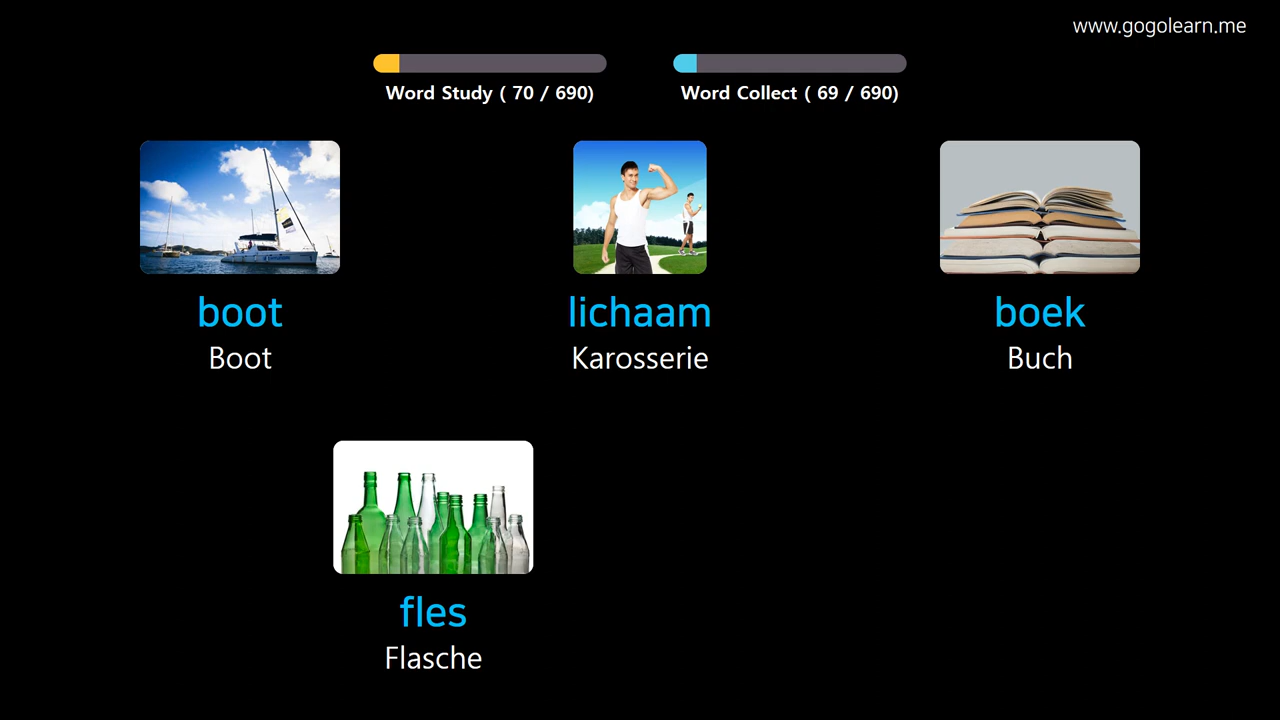 www.gogolearn.me
Word Study ( 70 / 690)
Word Collect ( 69 / 690)
boot
Boot
lichaam
Karosserie
boek
Buch
fles
Flasche